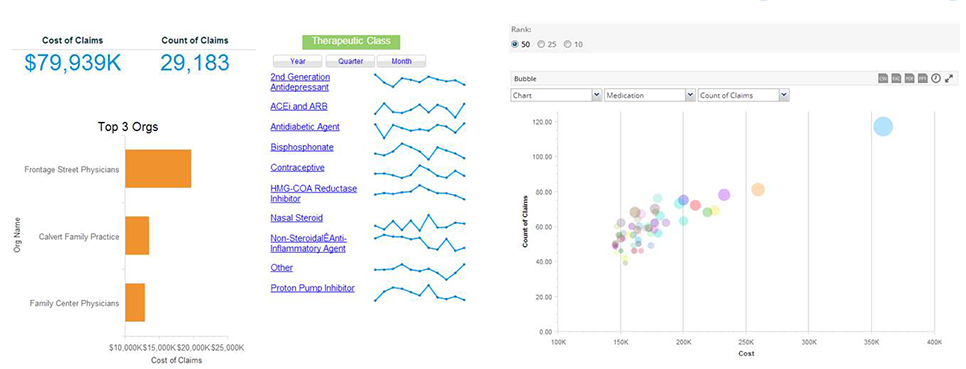 Cost of Claims
Count of Claims
$79,939K
29,183
Top 3 Orgs
Org Name
Frontage Street Physicians
Calvert Family Practice
Family Center Physicians
$10,000K$15,000K$20,000K$25,000K
Cost of Claims
Therapeutic Class
Year
Quarter
Month
2nd Generation
Antidepressant
ACEi and ARB
Antidiabetic Agent
Bisphosphonate
Contraceptive
HMG-COA Reductase
Inhibitor
Nasal Steroid
Non-SteroidalÊAnti-
Inflammatory Agent
Other
Proton Pump Inhibitor
Rank:
50
25
10
Bubble
CSV
PDF
Chart
Medication
Count of Claims
Count of Claims
120.00
100.00
80.00
60.00
40.00
20.00
0.00
100K
150K
200K
250K
300K
350K
400K
Cost